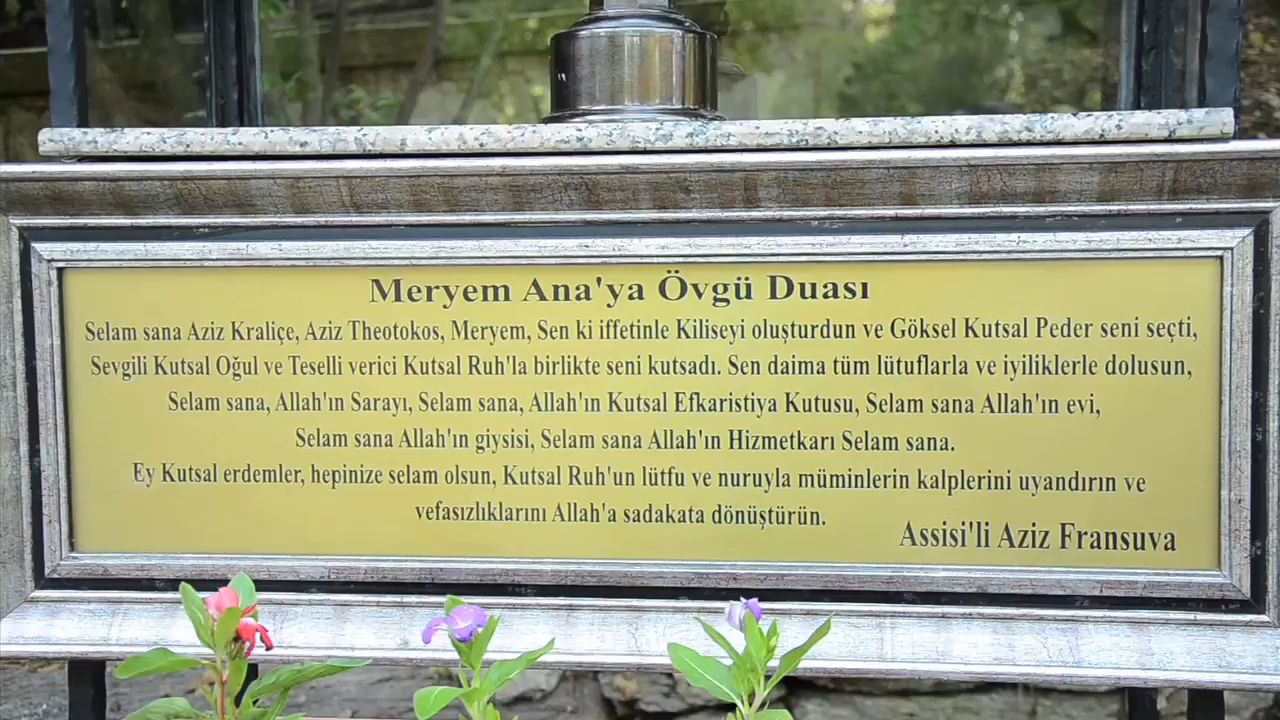 Meryem Ana'ya Övgü Duası
Selam sana Aziz Kraliçe, Aziz Theotokos, Meryem, Sen ki iffetinle Kiliseyi oluşturdun ve Göksel Kutsal Peder seni seçti,
Sevgili Kutsal Oğul ve Teselli verici Kutsal Ruh'la birlikte seni kutsadı. Sen daima tüm lütuflarla ve iyiliklerle dolusun,
Selam sana, Allah'ın Sarayı, Selam sana, Allah'ın Kutsal Efkaristiya Kutusu, Selam sana Allah'ın evi,
Selam sana Allah'ın giysisi, Selam sana Allah'ın Hizmetkarı Selam sana.
Ey Kutsal erdemler, hepinize selam olsun, Kutsal Ruh'un lütfu ve nuruyla müminlerin kalplerini uyandırın ve
vefasızlıklarını Allah'a sadakata dönüştürün.
Assisi'li Aziz Fransuva